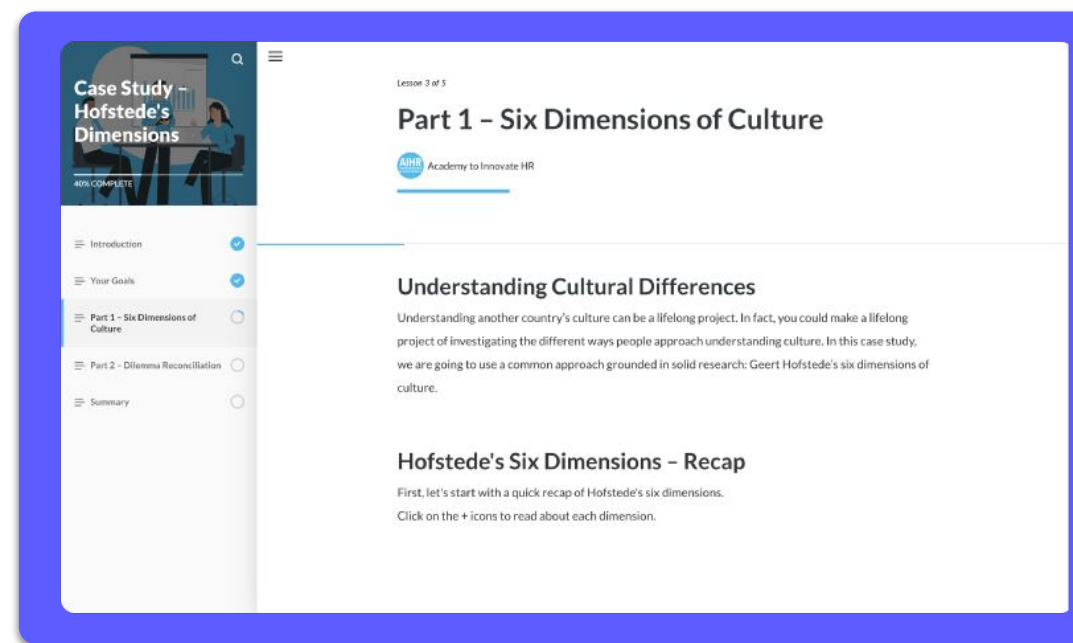 Case Study –
Hofstede's
Dimensions
40% COMPLETE
Introduction
Your Goals
Part 1 – Six Dimensions of
Culture
Part 2 – Dilemma Reconciliation
Summary
Lesson 3 of 5
Part 1 – Six Dimensions of Culture
AIHR
Academy to Innovate HR
Understanding Cultural Differences
Understanding another country's culture can be a lifelong project. In fact, you could make a lifelong
project of investigating the different ways people approach understanding culture. In this case study,
we are going to use a common approach grounded in solid research: Geert Hofstede's six dimensions of
culture.
Hofstede's Six Dimensions – Recap
First, let's start with a quick recap of Hofstede's six dimensions.
Click on the + icons to read about each dimension.